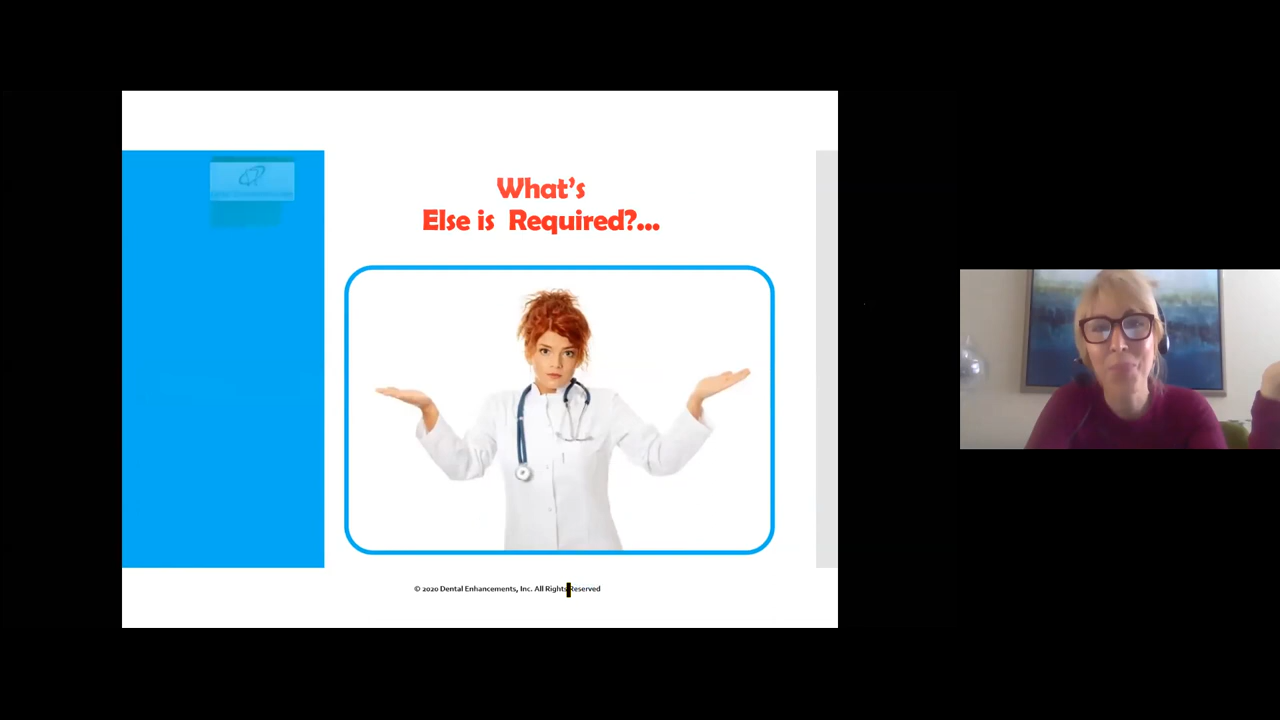 What's
Else is Required?...
© 2020 Dental Enhancements, Inc. All Rights Reserved